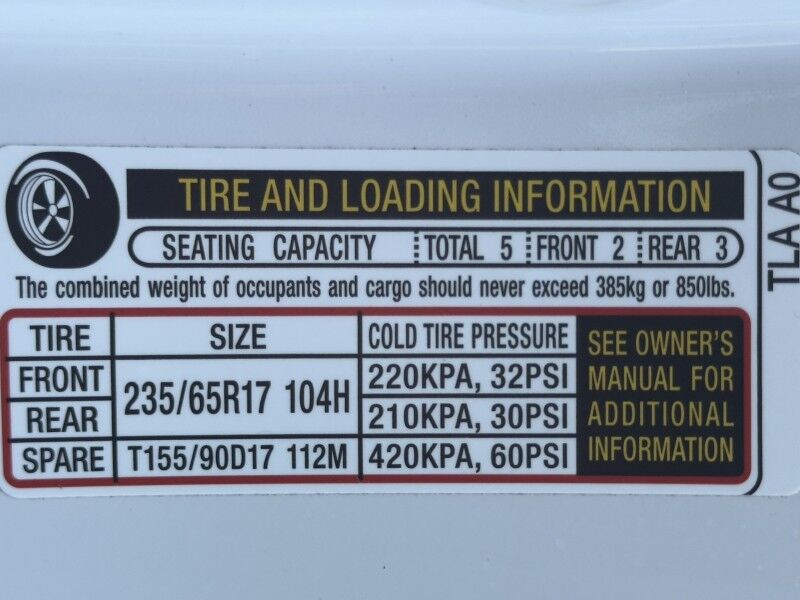 TIRE AND LOADING INFORMATION
SEATING CAPACITY TOTAL 5 FRONT 2 REAR 3
The combined weight of occupants and cargo should never exceed 385kg or 850lbs.
TIRE SIZE COLD TIRE PRESSURE
FRONT 235/65R17 104H 220KPA, 32PSI
REAR 210KPA, 30PSI
SPARE T155/90D17 112M 420KPA, 60PSI
SEE OWNER'S
MANUAL FOR
ADDITIONAL
INFORMATION
TLA A0